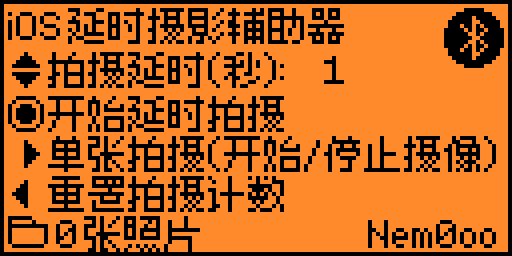 iOS延时摄影辅助器
拍摄延时(秒): 1
开始延时拍摄
单张拍摄(开始/停止摄像)
重置拍摄计数
0张照片 Nem0oo